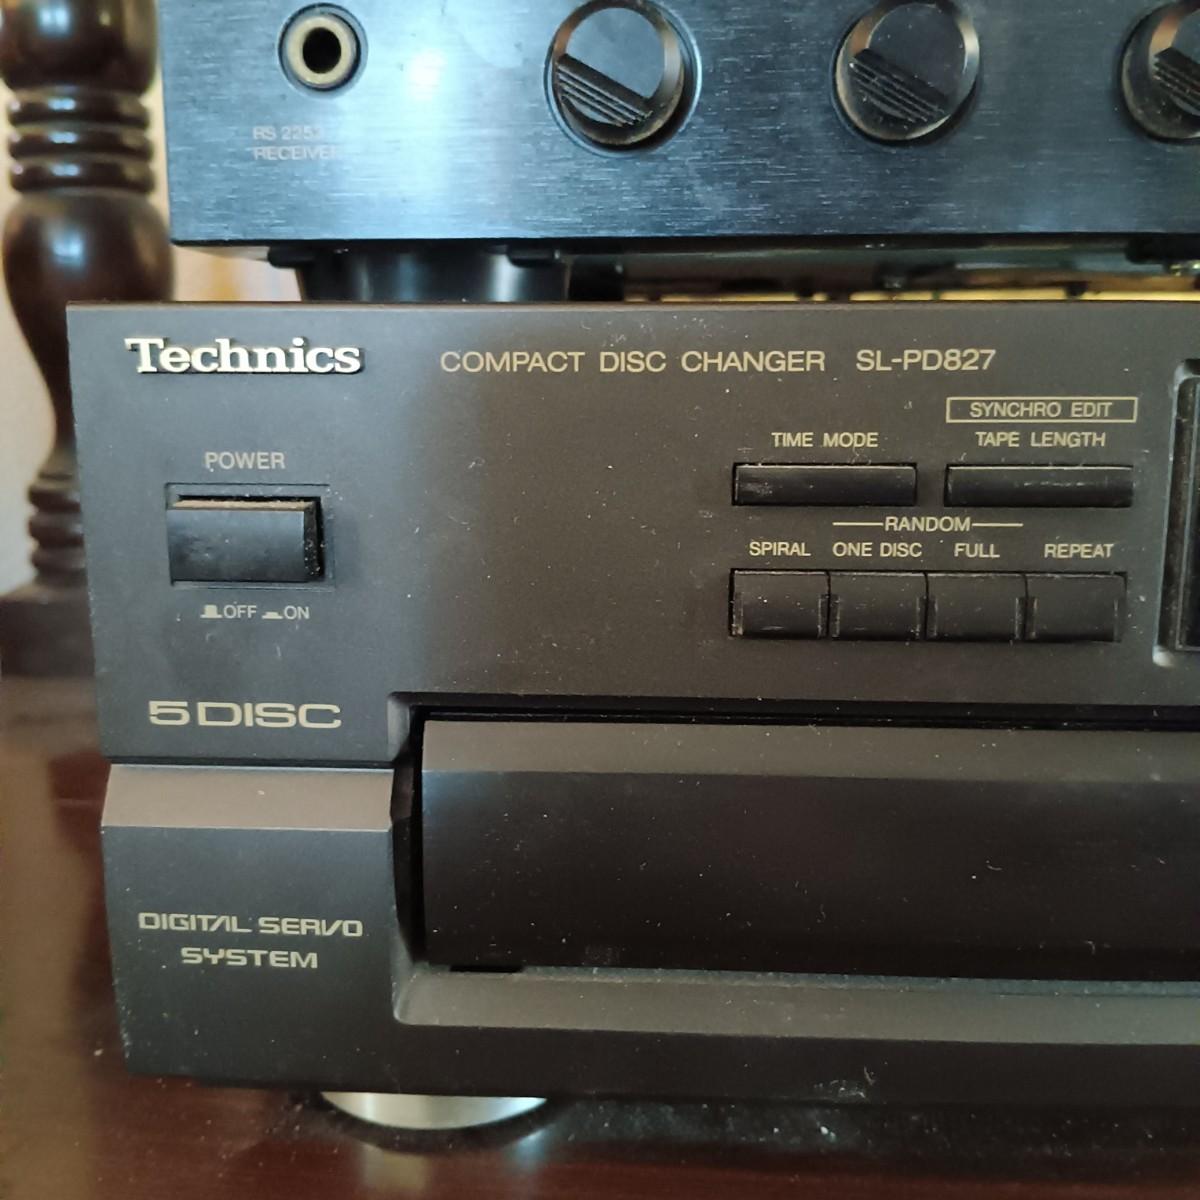 RS 2253
RECEIVER
Technics COMPACT DISC CHANGER SL-PD827
SYNCHRO EDIT
TIME MODE TAPE LENGTH
POWER
RANDOM
SPIRAL ONE DISC FULL REPEAT
OFF ON
5 DISC
DIGITAL SERVO
SYSTEM